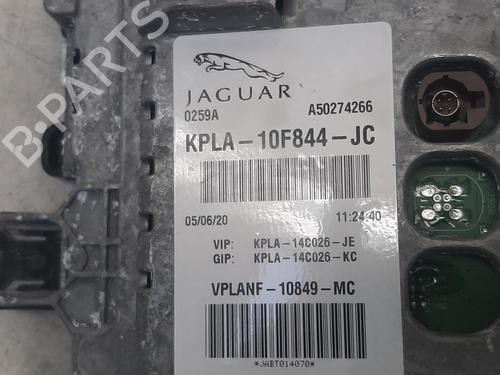 B-PARTS
JAGUAR
0259A A50274266
KPLA-10F844-JC
05/06/20 11:24:40
VIP: KPLA-14C026-JE
GIP: KPLA-14C026-KC
VPLANF-10849-MC
*JABT014070*